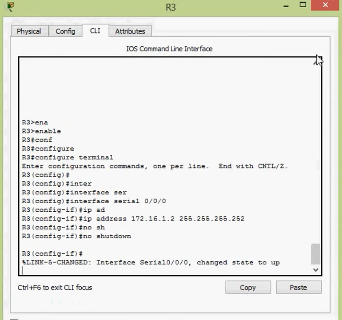 R3
Physical Config CLI Attributes
IOS Command Line Interface
R3>ena
R3>enable
R3#conf
R3#configure
R3#configure terminal
Enter configuration commands, one per line. End with CNTL/Z.
R3(config)#
R3(config)#inter
R3(config)#interface ser
R3(config)#interface serial 0/0/0
R3(config-if)#ip ad
R3(config-if)#ip address 172.16.1.2 255.255.255.252
R3(config-if)#no sh
R3(config-if)#no shutdown
R3(config-if)#
%LINK-5-CHANGED: Interface Serial0/0/0, changed state to up
Ctrl+F6 to exit CLI focus
Copy Paste